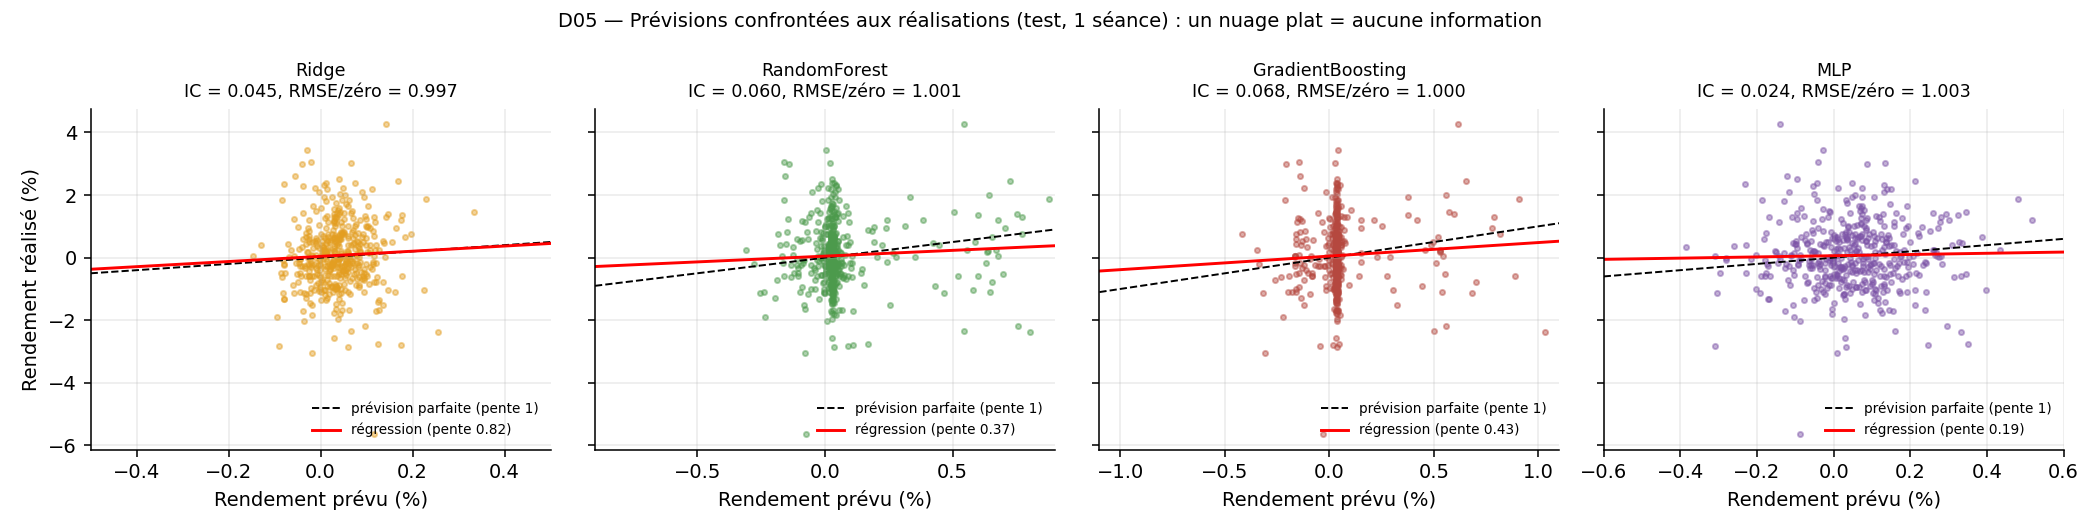 D05 — Prévisions confrontées aux réalisations (test, 1 séance) : un nuage plat = aucune information
Ridge
IC = 0.045, RMSE/zéro = 0.997
RandomForest
IC = 0.060, RMSE/zéro = 1.001
GradientBoosting
IC = 0.068, RMSE/zéro = 1.000
MLP
IC = 0.024, RMSE/zéro = 1.003
Rendement réalisé (%)
4
2
0
−2
−4
−6
prévision parfaite (pente 1)
régression (pente 0.82)
−0.4 −0.2 0.0 0.2 0.4
Rendement prévu (%)
prévision parfaite (pente 1)
régression (pente 0.37)
−0.5 0.0 0.5
Rendement prévu (%)
prévision parfaite (pente 1)
régression (pente 0.43)
−1.0 −0.5 0.0 0.5 1.0
Rendement prévu (%)
prévision parfaite (pente 1)
régression (pente 0.19)
−0.6 −0.4 −0.2 0.0 0.2 0.4 0.6
Rendement prévu (%)